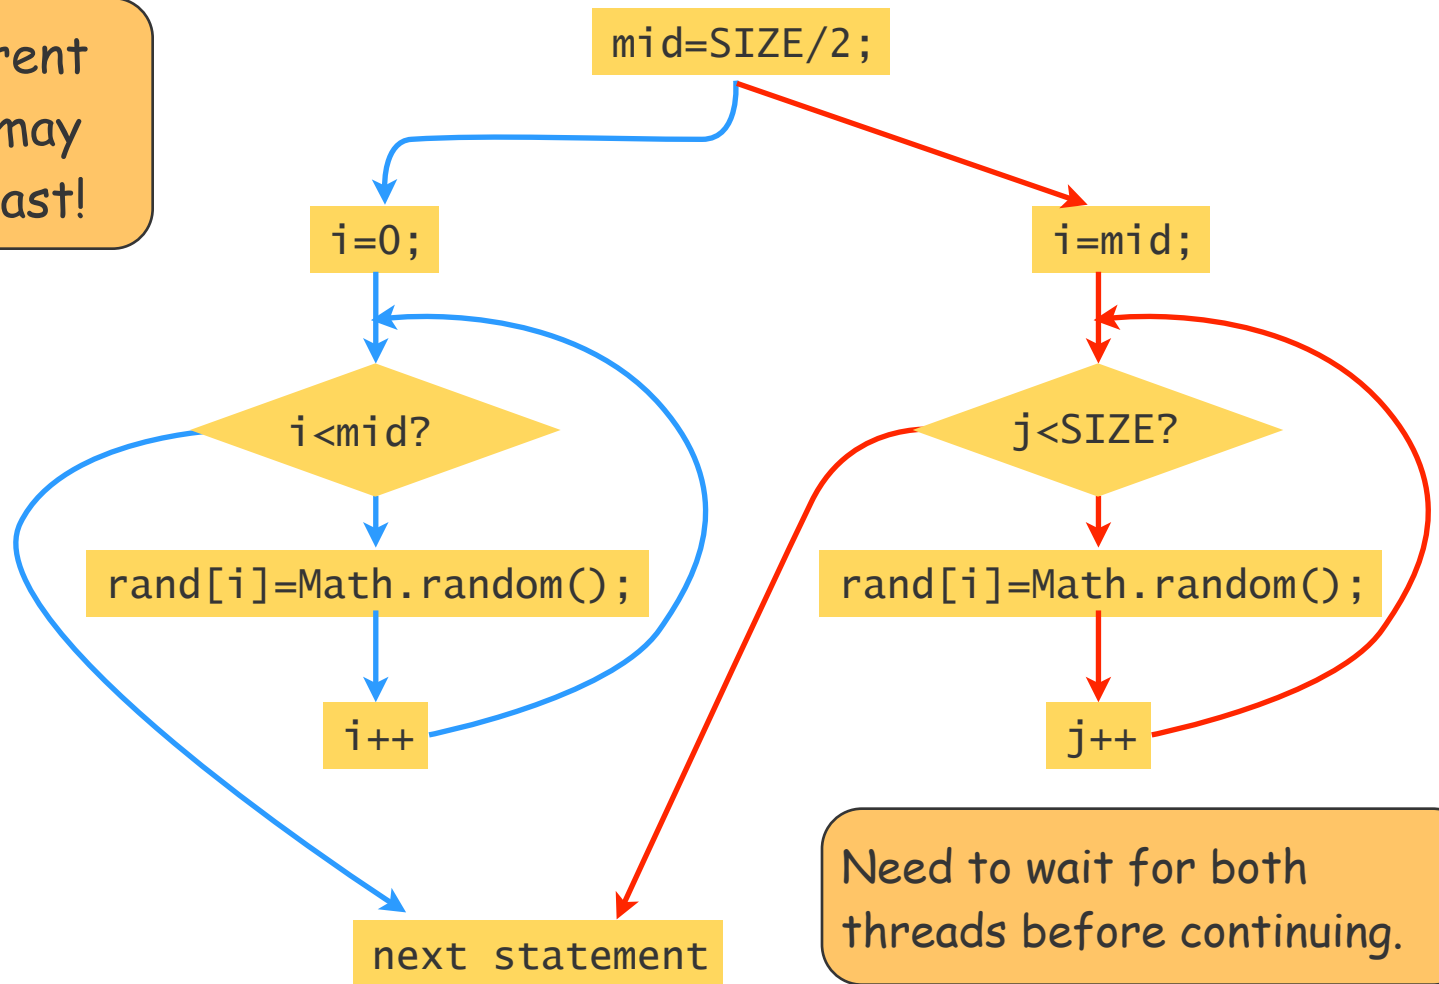 mid=SIZE/2;
may
ast!
i=0;
i=mid;
i<mid?
j<SIZE?
rand[i]=Math.random();
rand[i]=Math.random();
i++
j++
Need to wait for both
threads before continuing.
next statement